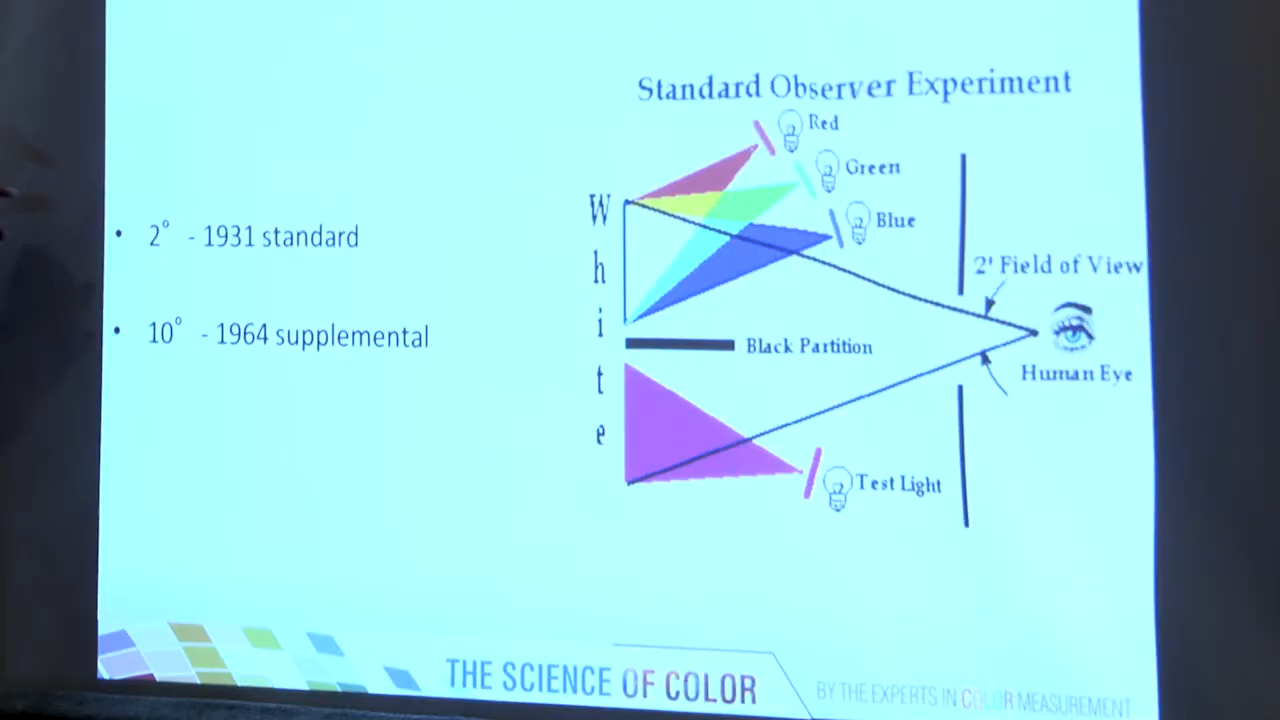 Standard Observer Experiment
Red
Green
Blue
White
2' Field of View
• 2° - 1931 standard
• 10° - 1964 supplemental
Black Partition
Human Eye
Test Light
THE SCIENCE OF COLOR
BY THE EXPERTS IN COLOR MEASUREMENT